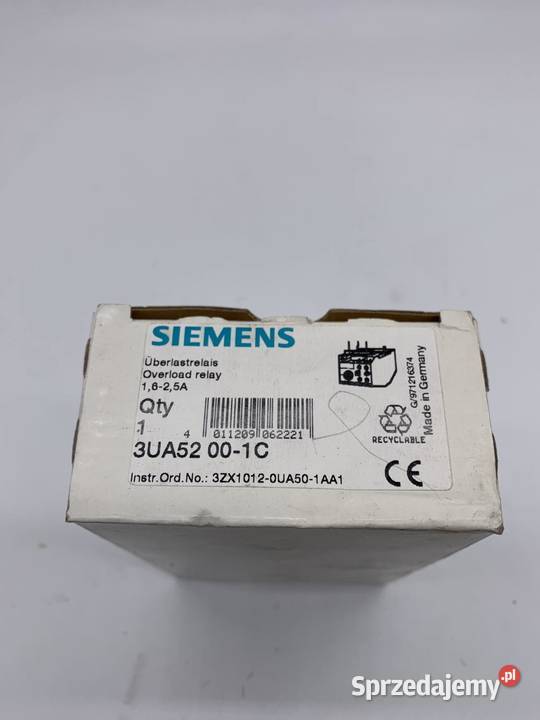 SIEMENS
Überlastrelais
Overload relay
1,6-2,5A
Qty
1
4 011209 062221
3UA52 00-1C
Instr.Ord.No.: 3ZX1012-0UA50-1AA1
RECYCLABLE
CE
G/971216374
Made in Germany
Sprzedajemy.pl